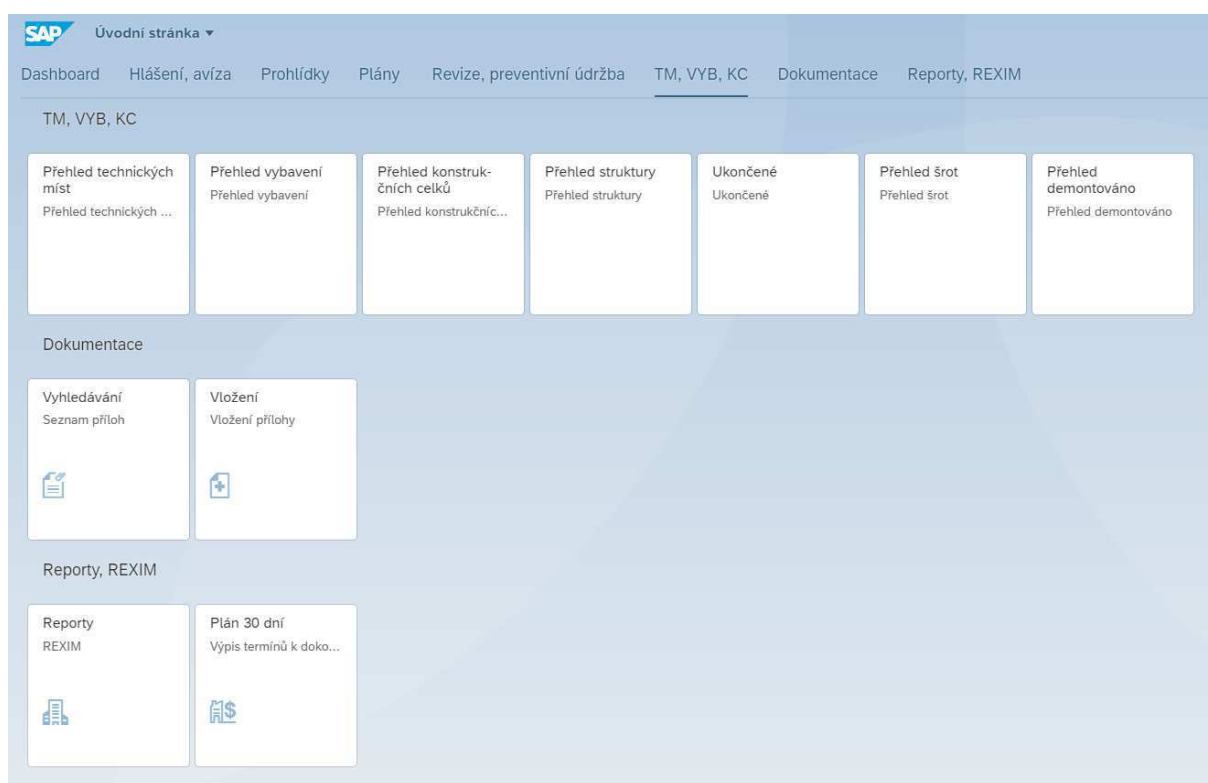 SAP Úvodní stránka
Dashboard Hlášení, avíza Prohlídky Plány Revize, preventivní údržba TM, VYB, KC Dokumentace Reporty, REXIM
TM, VYB, KC
Přehled technických
míst
Přehled technických ...
Přehled vybavení
Přehled vybavení
Přehled konstruk-
čních celků
Přehled konstrukčníc...
Přehled struktury
Přehled struktury
Ukončené
Ukončené
Přehled šrot
Přehled šrot
Přehled
demontováno
Přehled demontováno
Dokumentace
Vyhledávání
Seznam příloh
Vložení
Vložení přílohy
Reporty, REXIM
Reporty
REXIM
Plán 30 dní
Výpis termínů k doko...